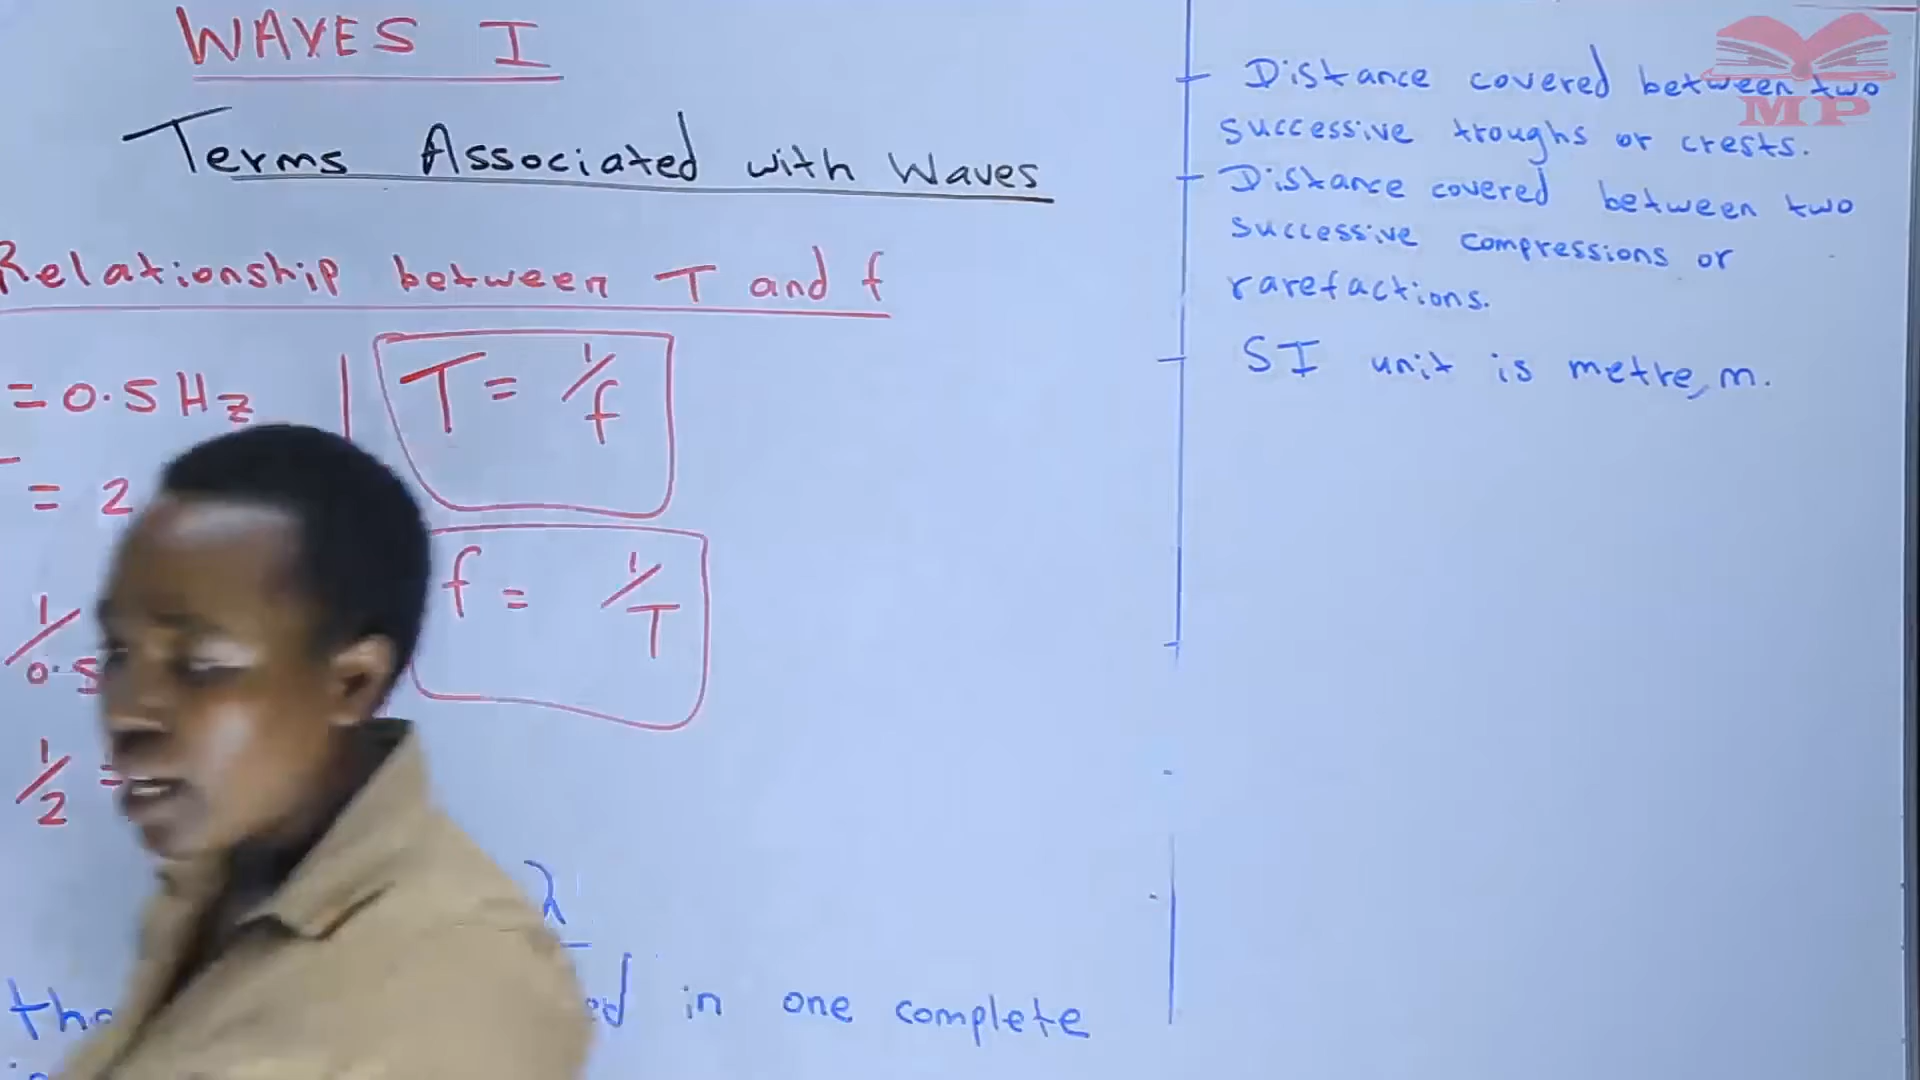 WAVES I
Terms Associated with Waves
Relationship between T and f
= 0.5 Hz
T = 1/f
= 2
f = 1/T
1/0.5
1/2 =
λ
in one complete
- Distance covered between two
successive troughs or crests.
- Distance covered between two
successive compressions or
rarefactions.
- SI unit is metre, m.
MP